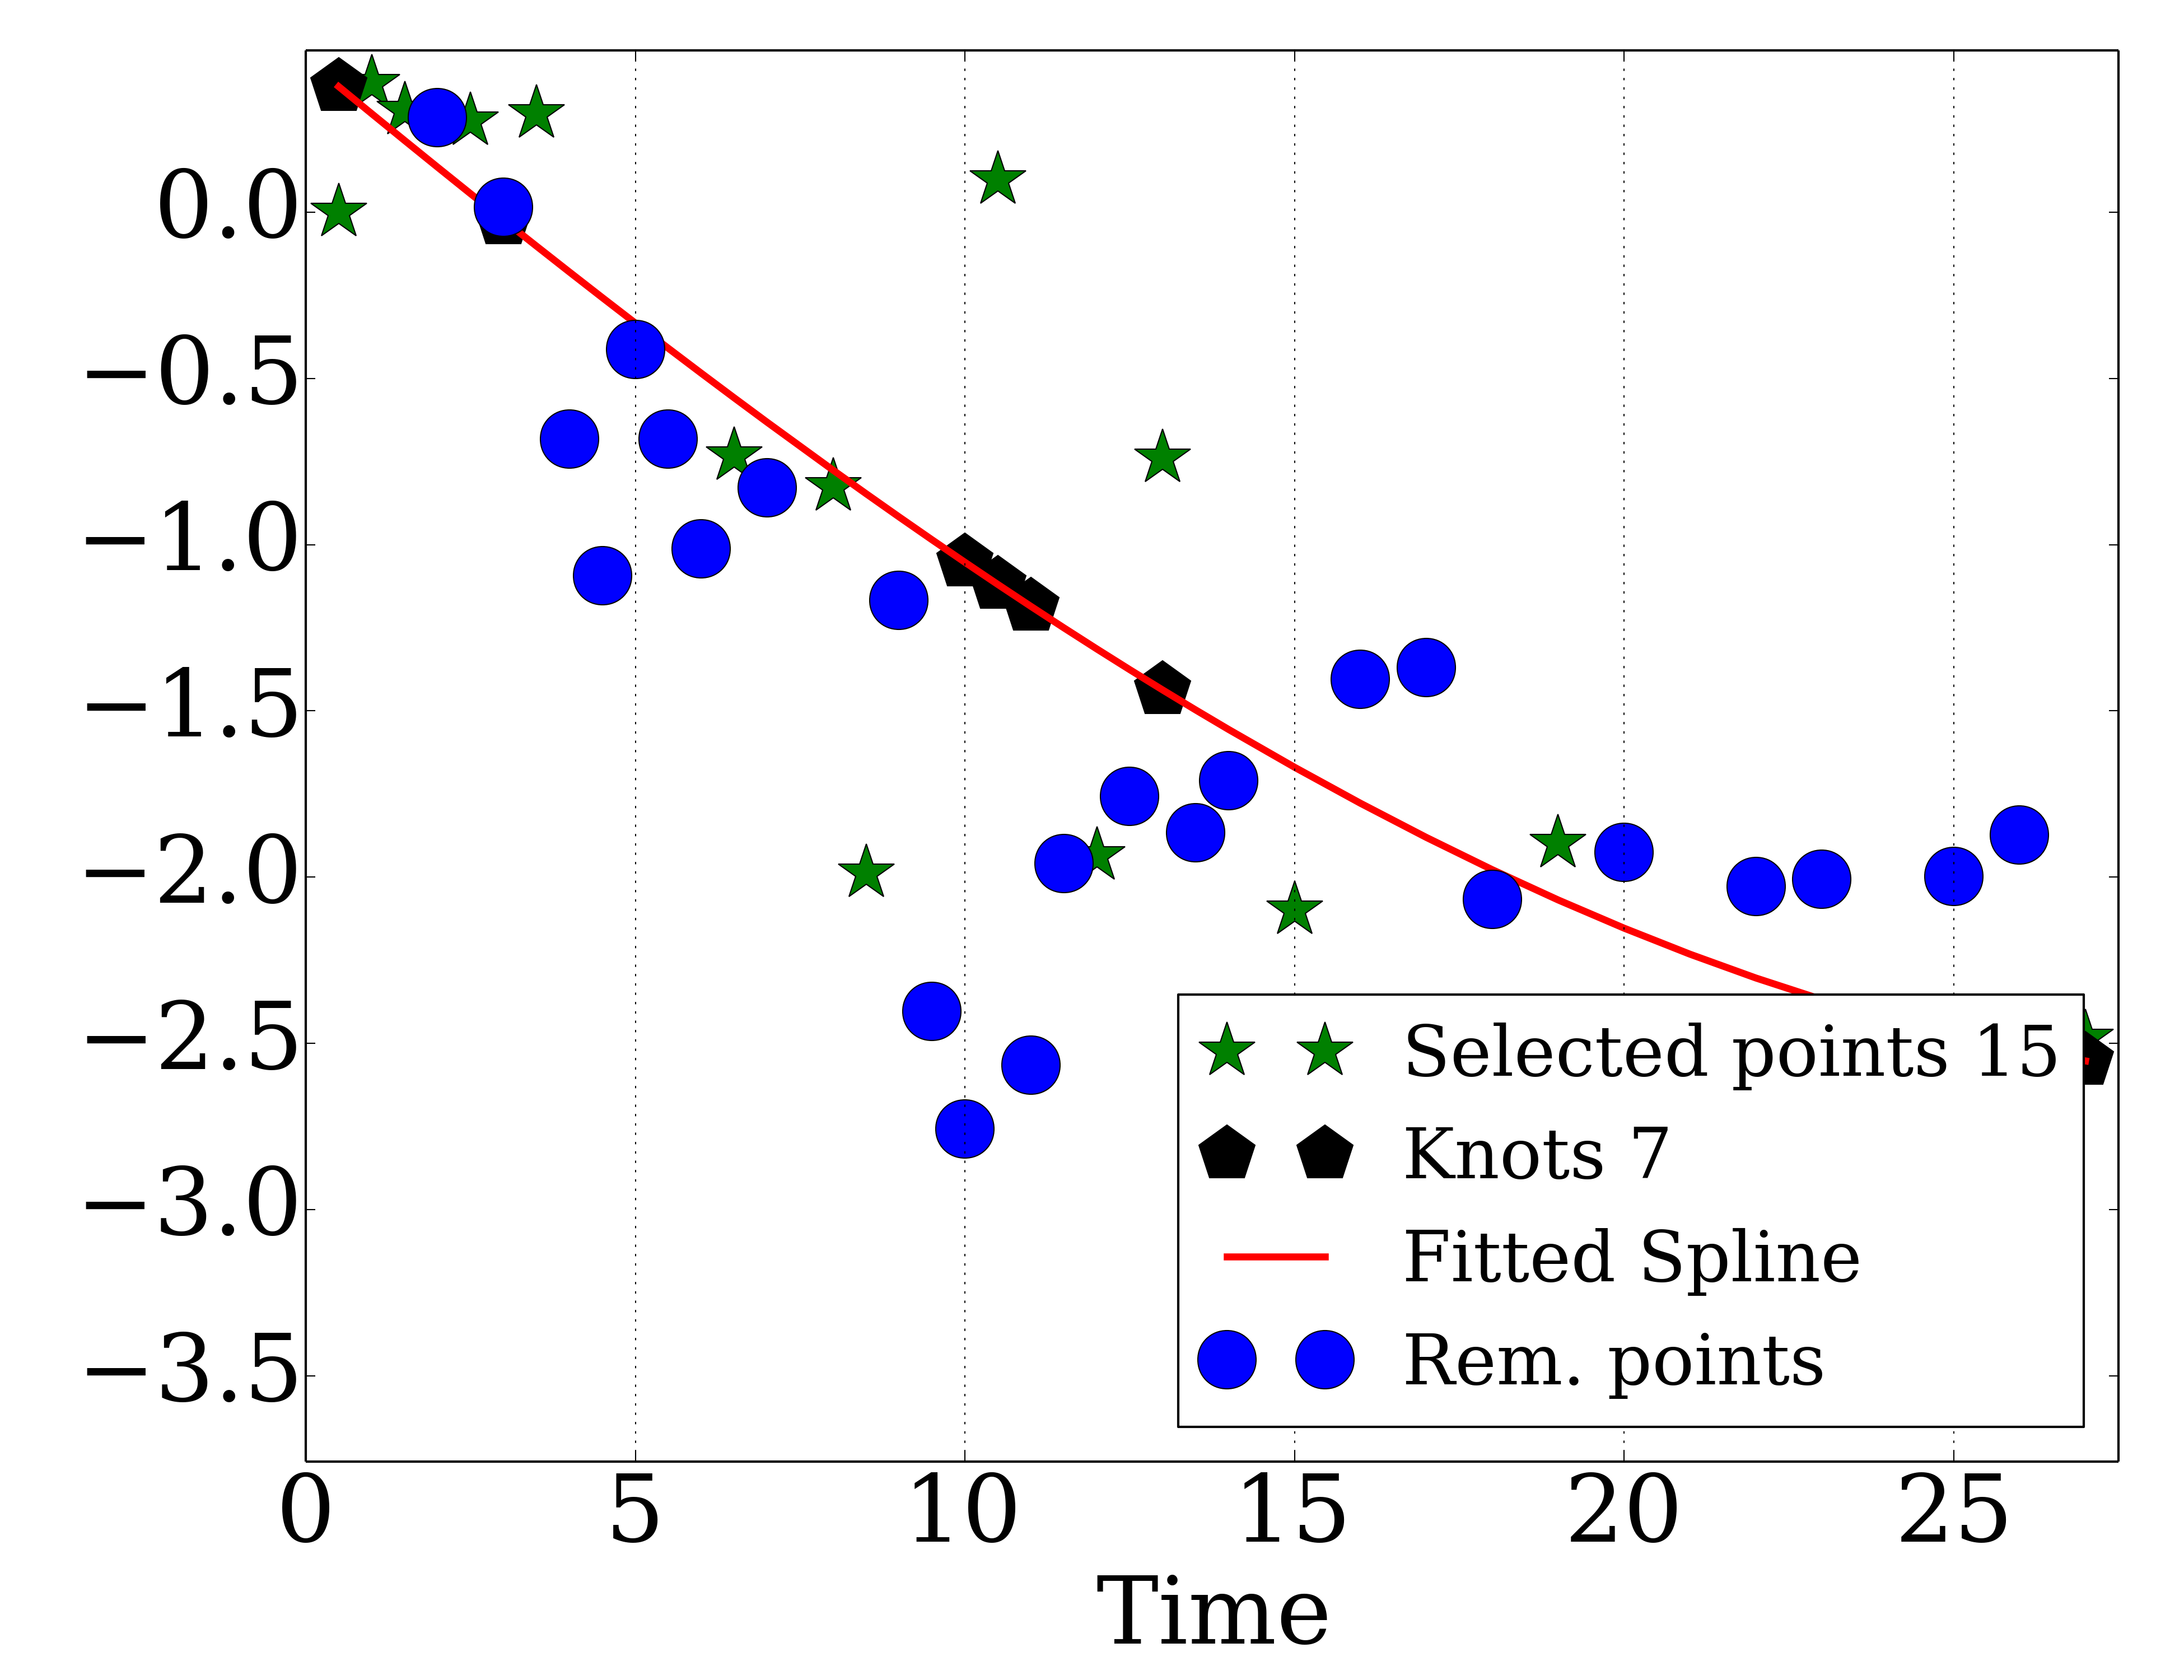 0.0
−0.5
−1.0
−1.5
−2.0
−2.5
−3.0
−3.5
Selected points 15
Knots 7
Fitted Spline
Rem. points
0 5 10 15 20 25
Time